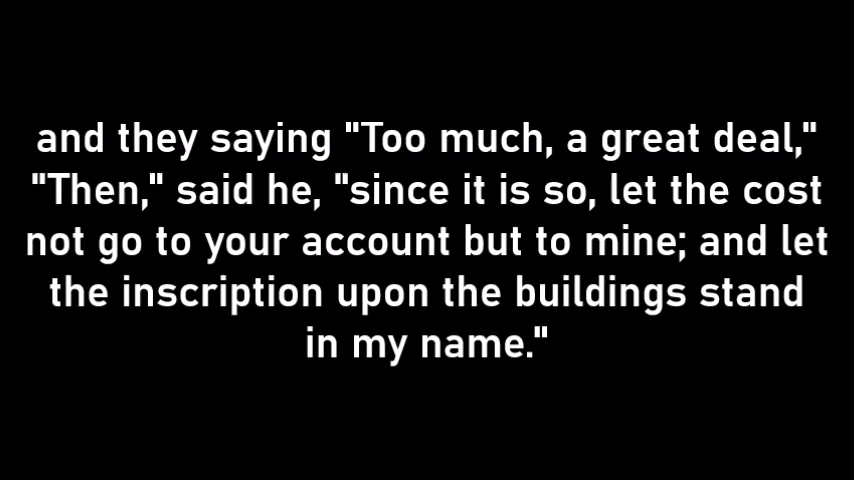 and they saying "Too much, a great deal,"
"Then," said he, "since it is so, let the cost
not go to your account but to mine; and let
the inscription upon the buildings stand
in my name."